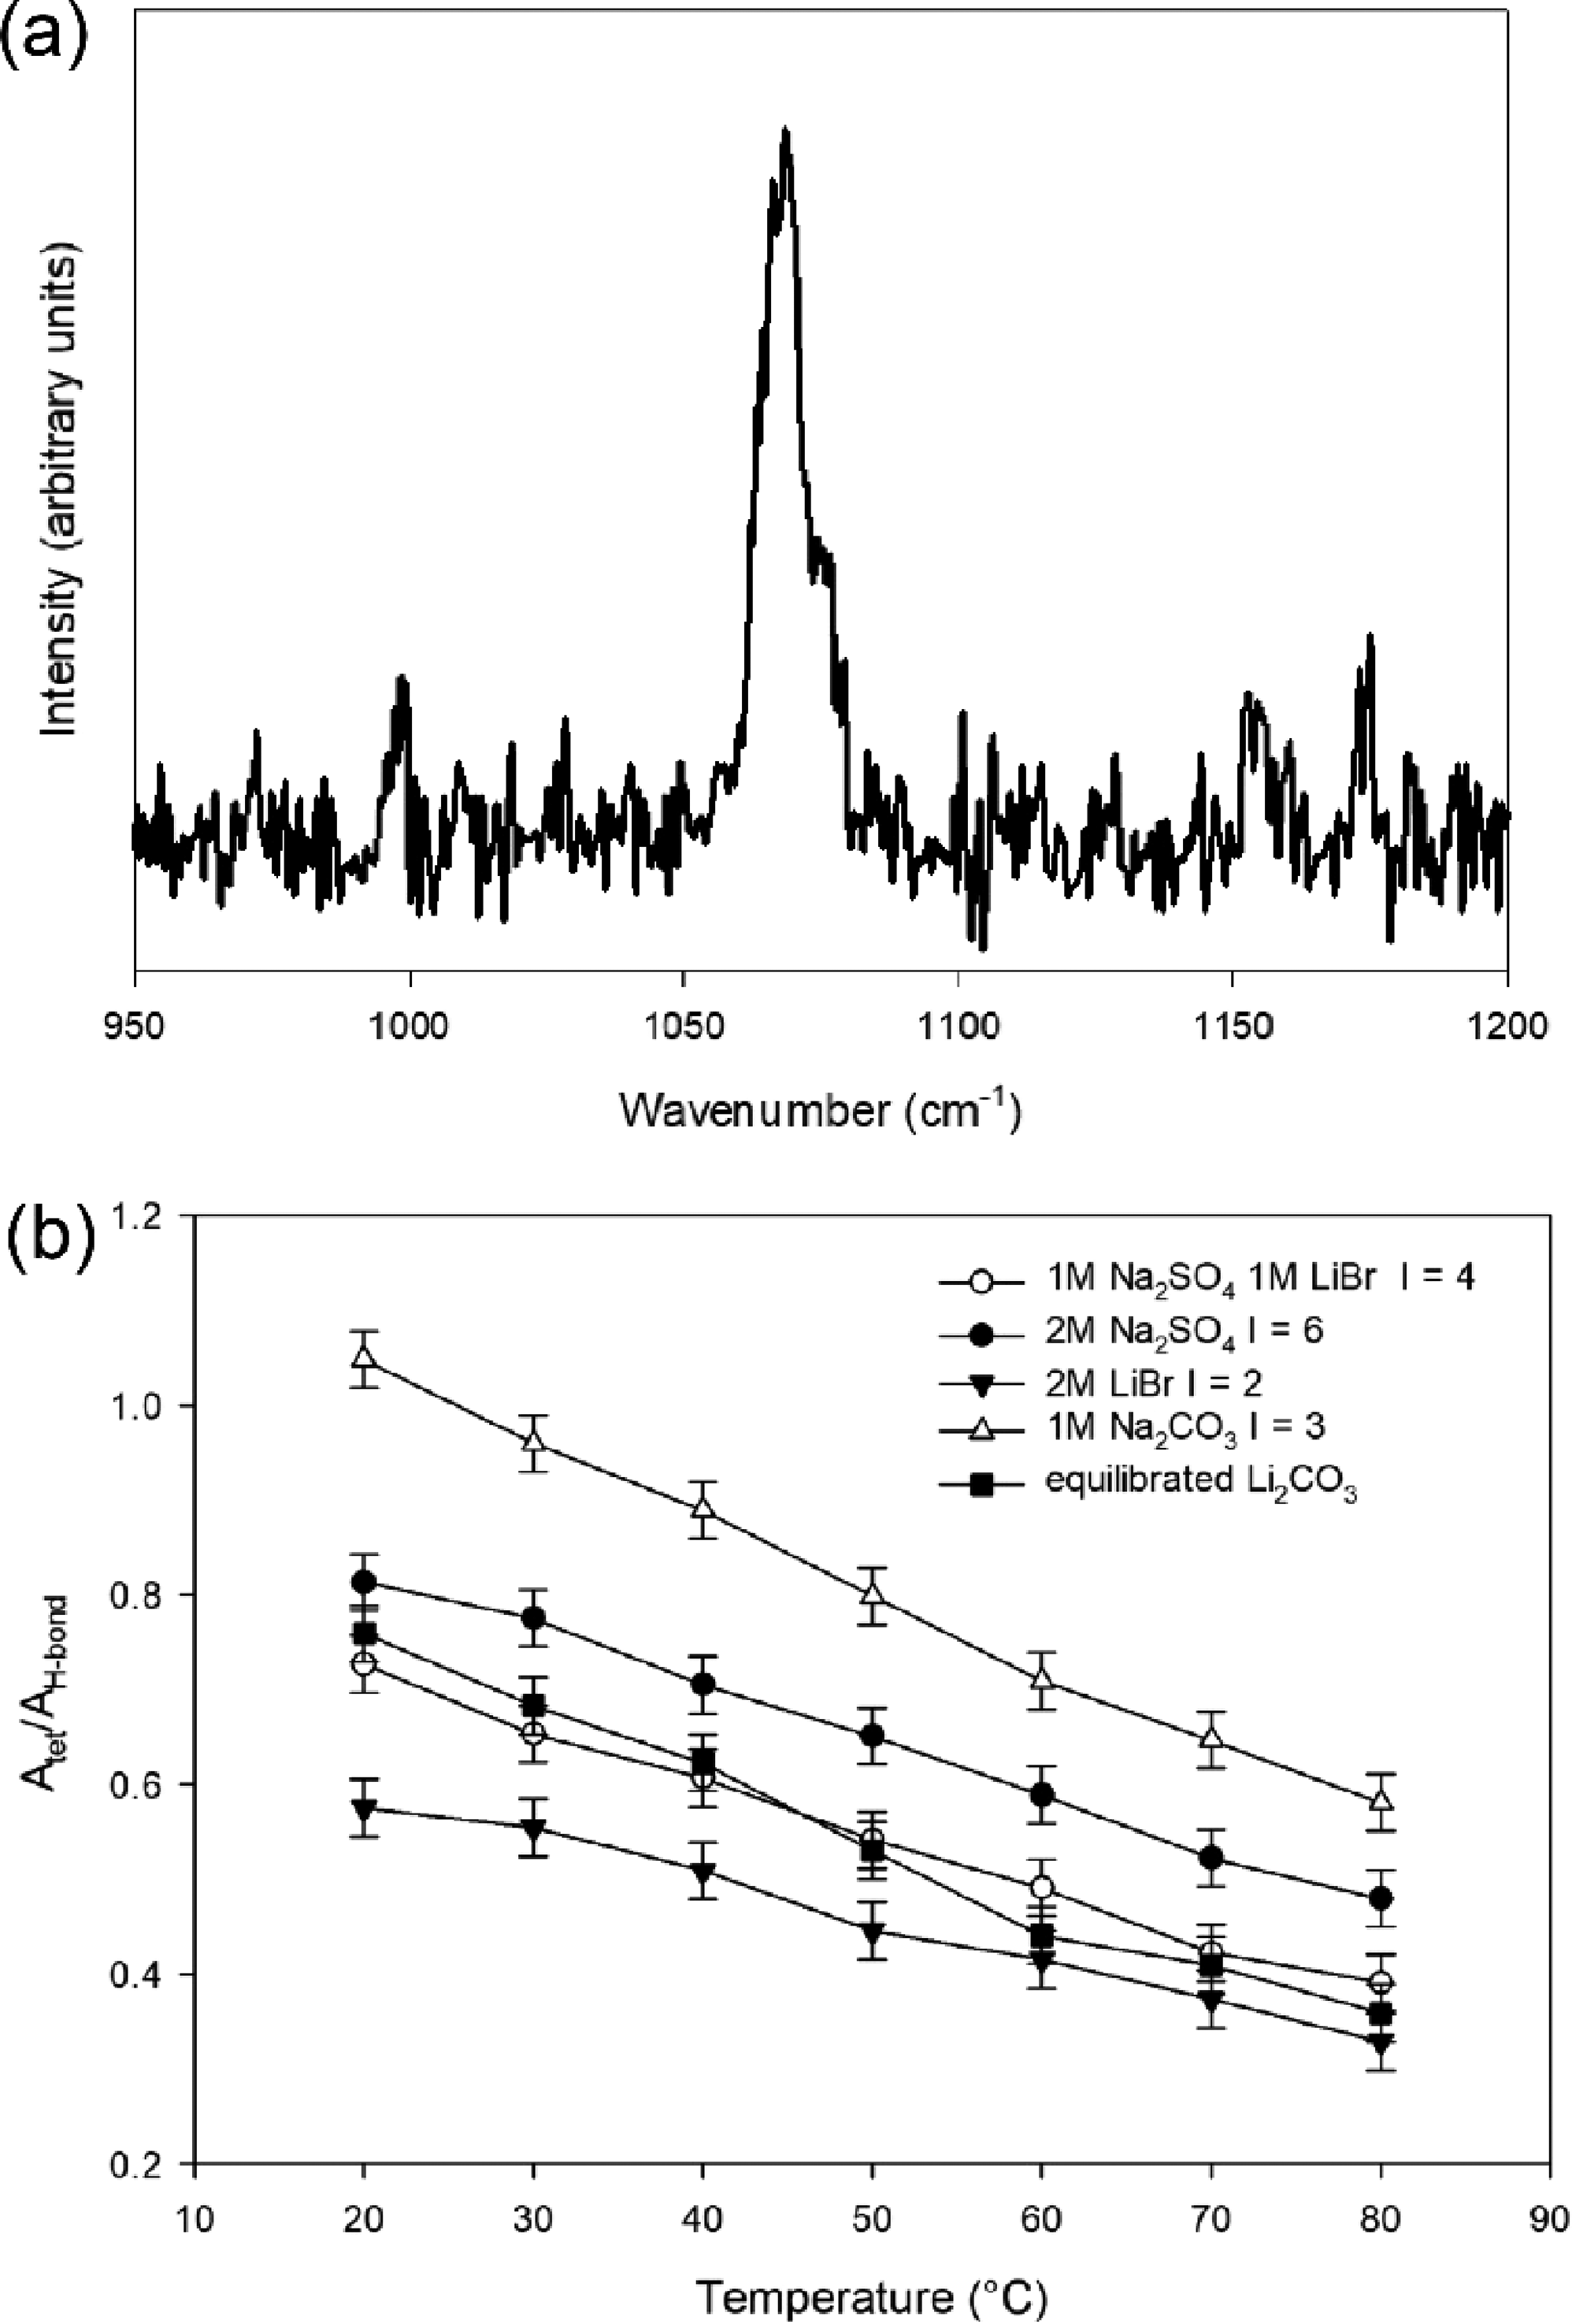 (a)
Intensity (arbitrary units)
950 1000 1050 1100 1150 1200
Wavenumber (cm⁻¹)
(b)
1.2
1.0
0.8
0.6
0.4
0.2
A_tet/A_H-bond
1M Na₂SO₄ 1M LiBr I = 4
2M Na₂SO₄ I = 6
2M LiBr I = 2
1M Na₂CO₃ I = 3
equilibrated Li₂CO₃
10 20 30 40 50 60 70 80 90
Temperature (°C)